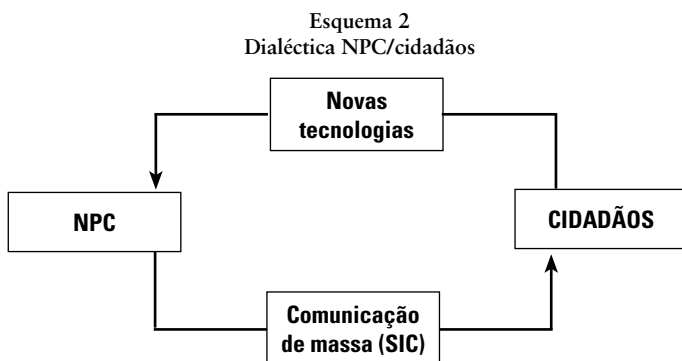 Esquema 2
Dialéctica NPC/cidadãos
Novas
tecnologias
NPC
CIDADÃOS
Comunicação
de massa (SIC)